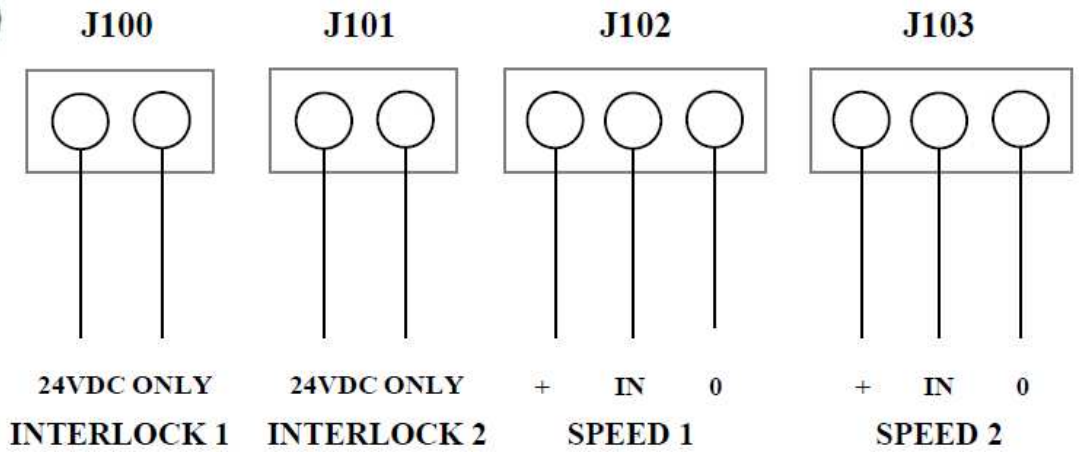 J100 J101 J102 J103
24VDC ONLY 24VDC ONLY + IN 0 + IN 0
INTERLOCK 1 INTERLOCK 2 SPEED 1 SPEED 2